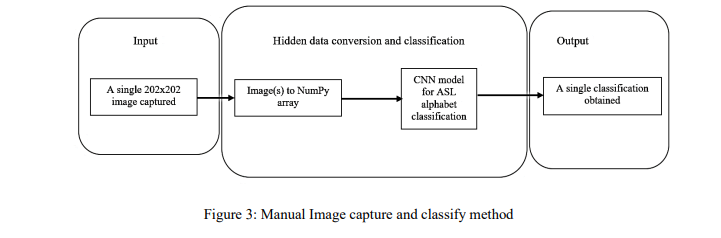 Input
Hidden data conversion and classification
Output
A single 202x202
image captured
Image(s) to NumPy
array
CNN model
for ASL
alphabet
classification
A single classification
obtained
Figure 3: Manual Image capture and classify method